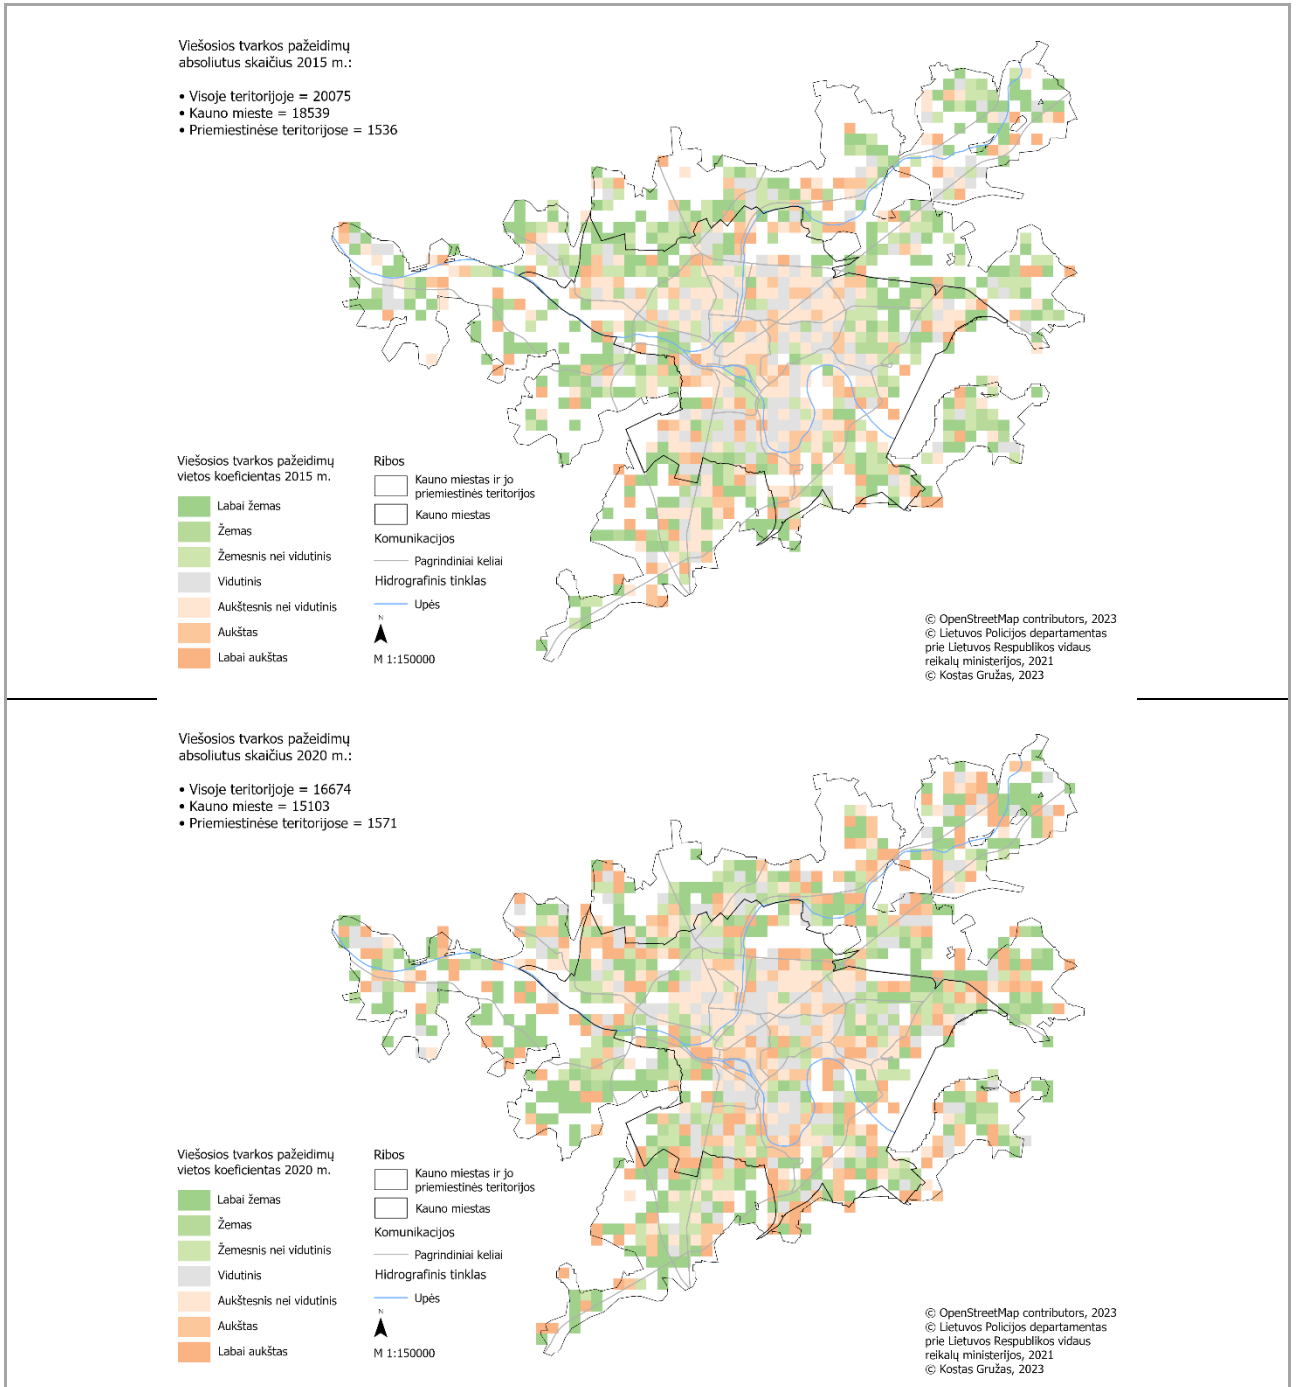 Viešosios tvarkos pažeidimų
absoliutus skaičius 2015 m.:
• Visoje teritorijoje = 20075
• Kauno mieste = 18539
• Priemiestinėse teritorijose = 1536
Viešosios tvarkos pažeidimų
vietos koeficientas 2015 m.
Labai žemas
Žemas
Žemesnis nei vidutinis
Vidutinis
Aukštesnis nei vidutinis
Aukštas
Labai aukštas
Ribos
Kauno miestas ir jo
priemiestinės teritorijos
Kauno miestas
Komunikacijos
Pagrindiniai keliai
Hidrografinis tinklas
Upės
N
M 1:150000
© OpenStreetMap contributors, 2023
© Lietuvos Policijos departamentas
prie Lietuvos Respublikos vidaus
reikalų ministerijos, 2021
© Kostas Gružas, 2023
Viešosios tvarkos pažeidimų
absoliutus skaičius 2020 m.:
• Visoje teritorijoje = 16674
• Kauno mieste = 15103
• Priemiestinėse teritorijose = 1571
Viešosios tvarkos pažeidimų
vietos koeficientas 2020 m.
Labai žemas
Žemas
Žemesnis nei vidutinis
Vidutinis
Aukštesnis nei vidutinis
Aukštas
Labai aukštas
Ribos
Kauno miestas ir jo
priemiestinės teritorijos
Kauno miestas
Komunikacijos
Pagrindiniai keliai
Hidrografinis tinklas
Upės
N
M 1:150000
© OpenStreetMap contributors, 2023
© Lietuvos Policijos departamentas
prie Lietuvos Respublikos vidaus
reikalų ministerijos, 2021
© Kostas Gružas, 2023